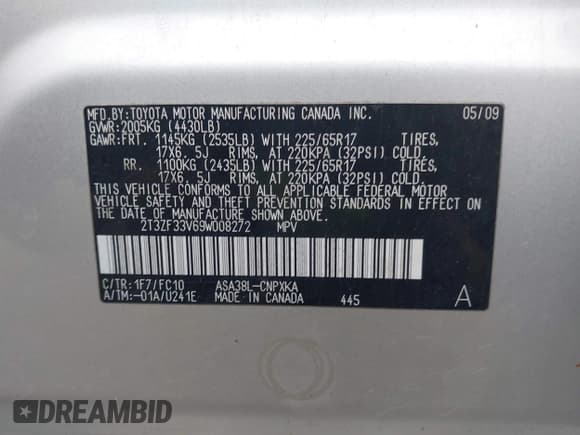 MFD.BY:TOYOTA MOTOR MANUFACTURING CANADA INC. 05/09
GVWR:2005KG (4430LB)
GAWR:FRT. 1145KG (2535LB) WITH 225/65R17 TIRES,
17X6.5J RIMS, AT 220KPA (32PSI) COLD.
RR. 1100KG (2435LB) WITH 225/65R17 TIRES,
17X6.5J RIMS, AT 220KPA (32PSI) COLD.
THIS VEHICLE CONFORMS TO ALL APPLICABLE FEDERAL MOTOR
VEHICLE SAFETY AND THEFT PREVENTION STANDARDS IN EFFECT
ON THE DATE OF MANUFACTURE SHOWN ABOVE.
2T3ZF33V69W008272 MPV
C/TR:1F7/FC10 ASA38L-CNPXKA
A/TM:-01A/U241E MADE IN CANADA 445 A
DREAMBID